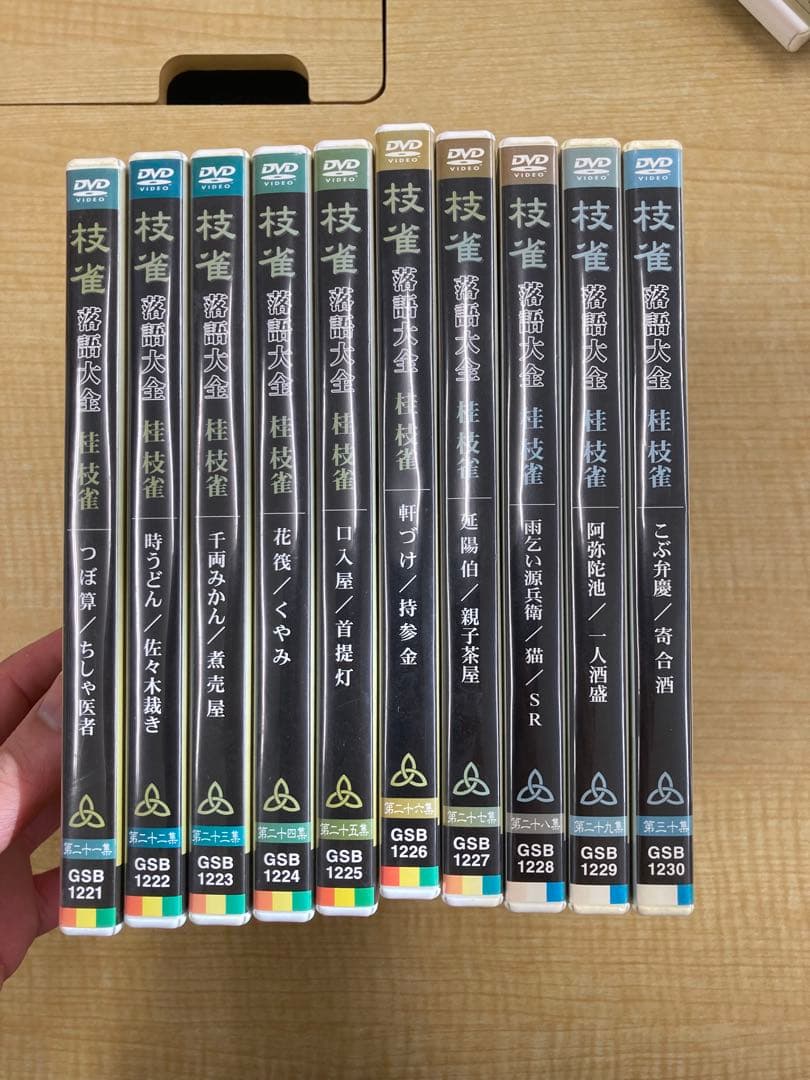 DVD
VIDEO
枝雀
落語大全
桂枝雀
つぼ算/ちしゃ医者
第二十一集
GSB
1221
DVD
VIDEO
枝雀
落語大全
桂枝雀
時うどん/佐々木裁き
第二十二集
GSB
1222
DVD
VIDEO
枝雀
落語大全
桂枝雀
千両みかん/煮売屋
第二十三集
GSB
1223
DVD
VIDEO
枝雀
落語大全
桂枝雀
花筏/くやみ
第二十四集
GSB
1224
DVD
VIDEO
枝雀
落語大全
桂枝雀
口入屋/首提灯
第二十五集
GSB
1225
DVD
VIDEO
枝雀
落語大全
桂枝雀
軒づけ/持参金
第二十六集
GSB
1226
DVD
VIDEO
枝雀
落語大全
桂枝雀
延陽伯/親子茶屋
第二十七集
GSB
1227
DVD
VIDEO
枝雀
落語大全
桂枝雀
雨乞い源兵衛/猫/SR
第二十八集
GSB
1228
DVD
VIDEO
枝雀
落語大全
桂枝雀
阿弥陀池/一人酒盛
第二十九集
GSB
1229
DVD
VIDEO
枝雀
落語大全
桂枝雀
こぶ弁慶/寄合酒
第三十集
GSB
1230